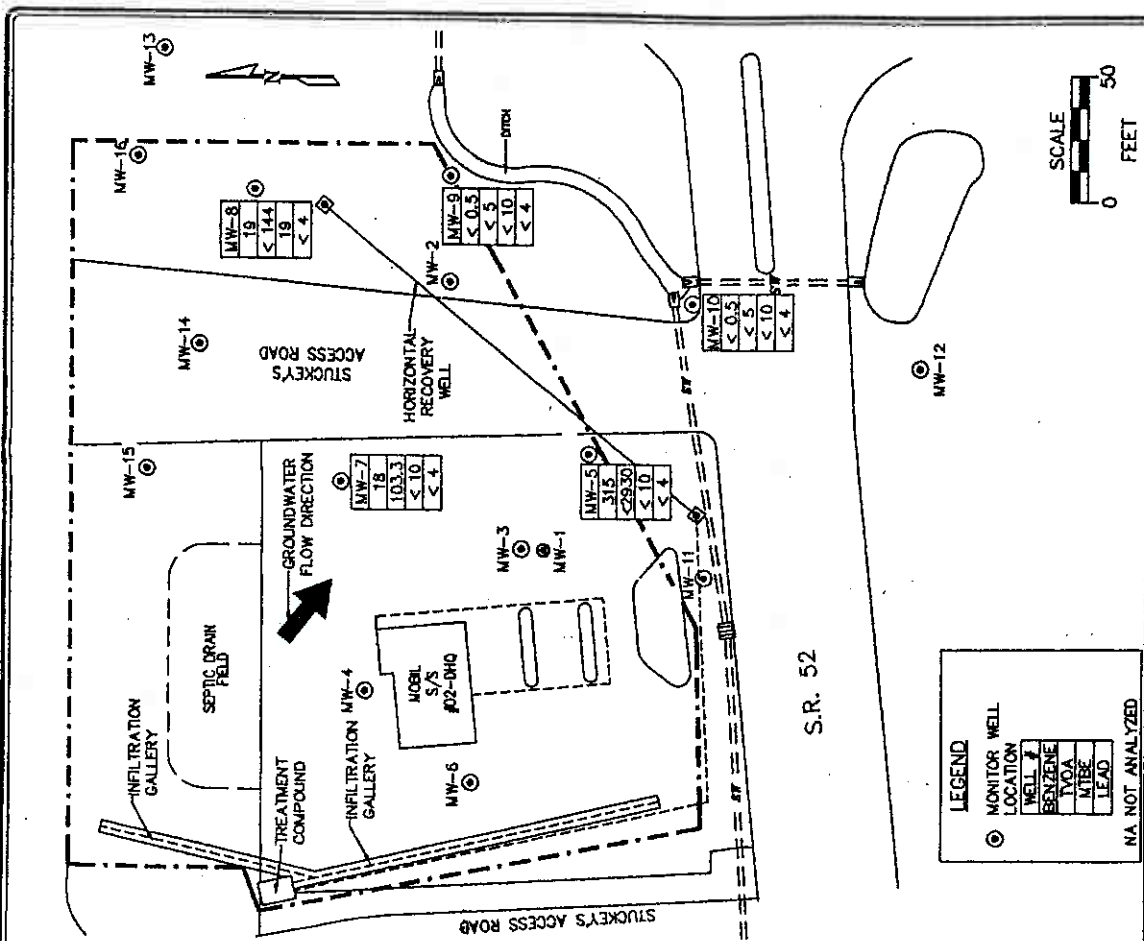 MW-13
MW-16
N
MW-8
19
< 144
19
< 4
MW-14
STUCKEY'S
ACCESS ROAD
MW-9
< 0.5
< 5
< 10
< 4
MW-2
DITCH
HORIZONTAL
RECOVERY
WELL
MW-15
MW-10
< 0.5
< 5
< 10
< 4
SW
SW
MW-12
SCALE
0
50
FEET
GROUNDWATER
FLOW DIRECTION
MW-7
18
103.3
< 10
< 4
MW-5
315
<2930
< 10
< 4
MW-3
MW-1
MW-11
SEPTIC DRAIN
FIELD
INFILTRATION
GALLERY
MW-4
MOBIL
S/S
#02-DHQ
INFILTRATION
GALLERY
TREATMENT
COMPOUND
MW-6
S.R. 52
SW
STUCKEY'S ACCESS ROAD
LEGEND
MONITOR WELL
LOCATION
WELL #
BENZENE
TVOA
MTBE
LEAD
NA NOT ANALYZED